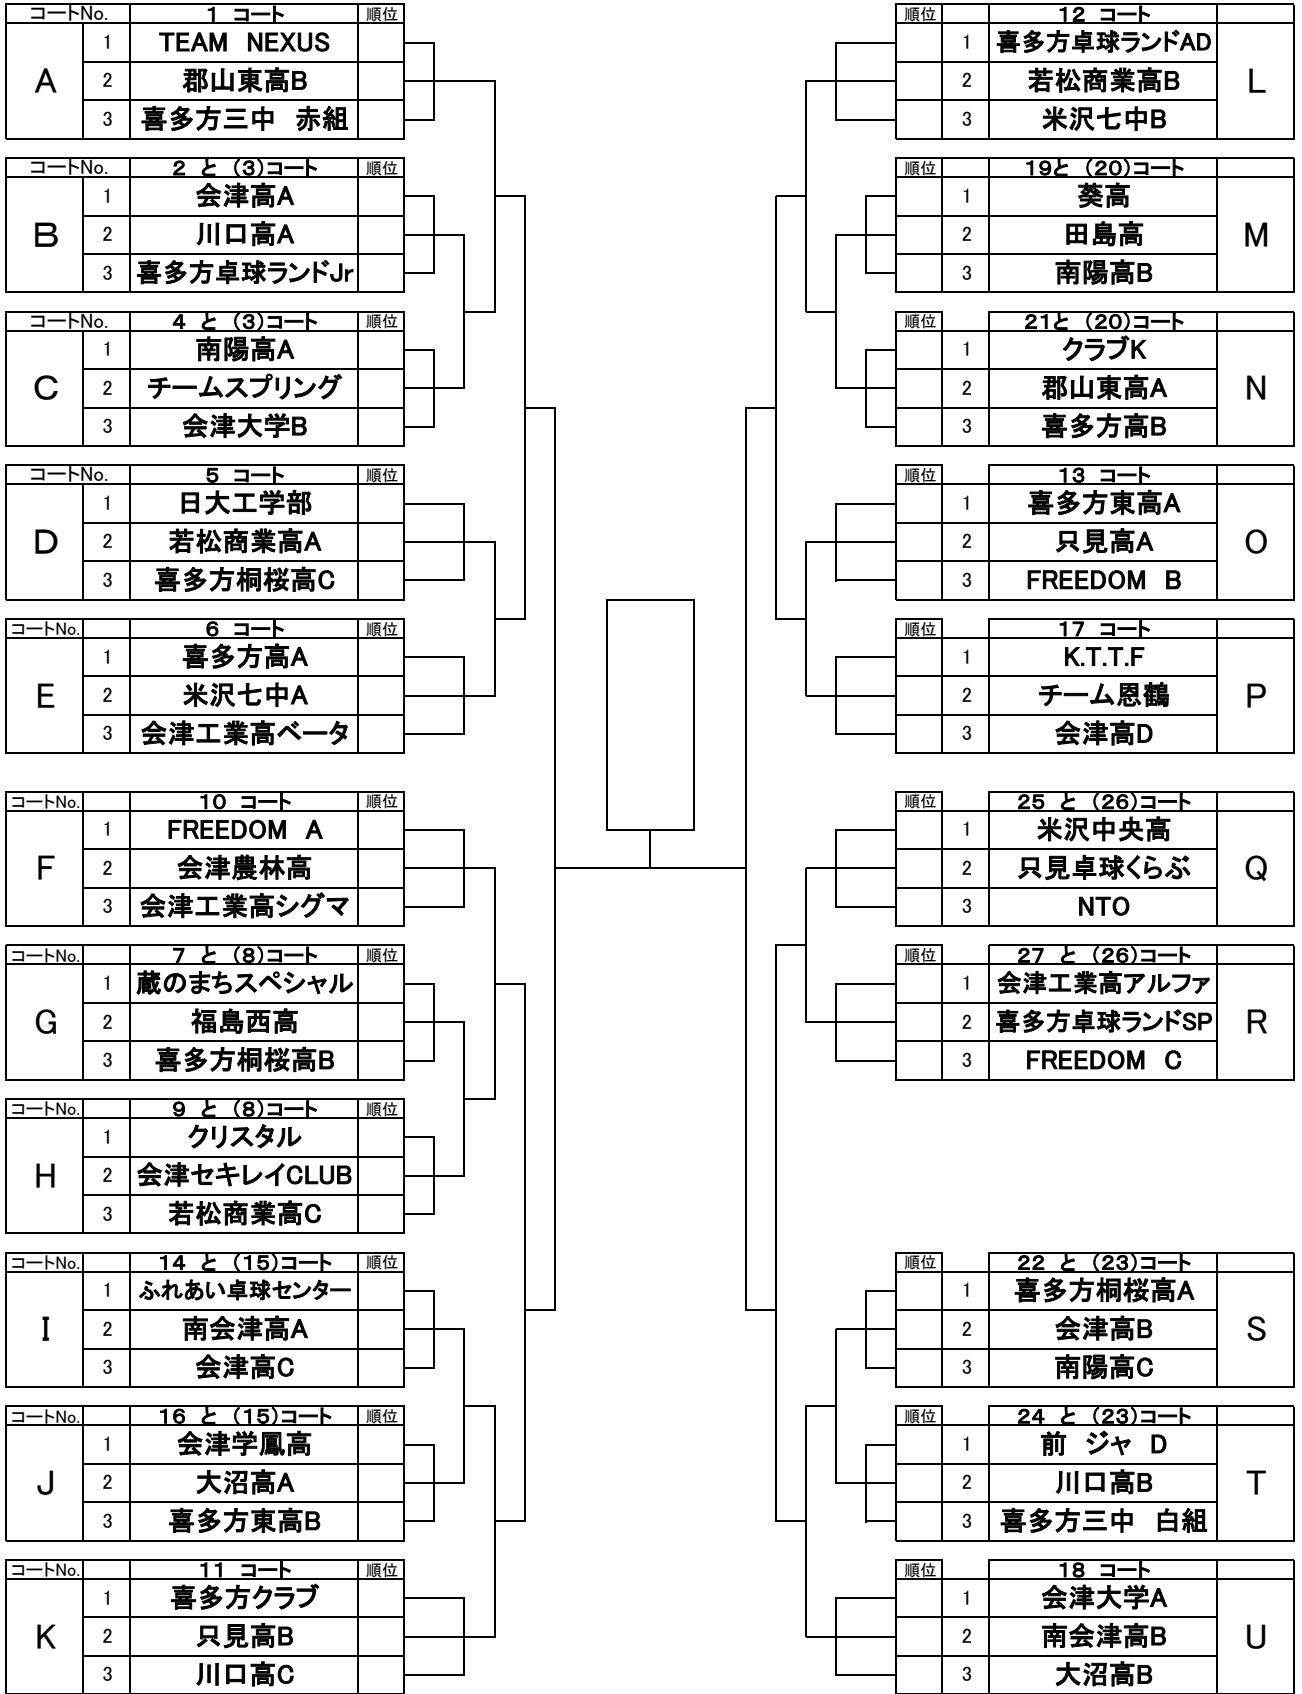 コートNo. 1 コート 順位
A
1 TEAM NEXUS
2 郡山東高B
3 喜多方三中 赤組
コートNo. 2 と (3)コート 順位
B
1 会津高A
2 川口高A
3 喜多方卓球ランドJr
コートNo. 4 と (3)コート 順位
C
1 南陽高A
2 チームスプリング
3 会津大学B
コートNo. 5 コート 順位
D
1 日大工学部
2 若松商業高A
3 喜多方桐桜高C
コートNo. 6 コート 順位
E
1 喜多方高A
2 米沢七中A
3 会津工業高ベータ
コートNo. 10 コート 順位
F
1 FREEDOM A
2 会津農林高
3 会津工業高シグマ
コートNo. 7 と (8)コート 順位
G
1 蔵のまちスペシャル
2 福島西高
3 喜多方桐桜高B
コートNo. 9 と (8)コート 順位
H
1 クリスタル
2 会津セキレイCLUB
3 若松商業高C
コートNo. 14 と (15)コート 順位
I
1 ふれあい卓球センター
2 南会津高A
3 会津高C
コートNo. 16 と (15)コート 順位
J
1 会津学鳳高
2 大沼高A
3 喜多方東高B
コートNo. 11 コート 順位
K
1 喜多方クラブ
2 只見高B
3 川口高C
順位 12 コート
1 喜多方卓球ランドAD
2 若松商業高B
3 米沢七中B
L
順位 19と (20)コート
1 葵高
2 田島高
3 南陽高B
M
順位 21と (20)コート
1 クラブK
2 郡山東高A
3 喜多方高B
N
順位 13 コート
1 喜多方東高A
2 只見高A
3 FREEDOM B
O
順位 17 コート
1 K.T.T.F
2 チーム恩鶴
3 会津高D
P
順位 25 と (26)コート
1 米沢中央高
2 只見卓球くらぶ
3 NTO
Q
順位 27 と (26)コート
1 会津工業高アルファ
2 喜多方卓球ランドSP
3 FREEDOM C
R
順位 22 と (23)コート
1 喜多方桐桜高A
2 会津高B
3 南陽高C
S
順位 24 と (23)コート
1 前 ジャ D
2 川口高B
3 喜多方三中 白組
T
順位 18 コート
1 会津大学A
2 南会津高B
3 大沼高B
U